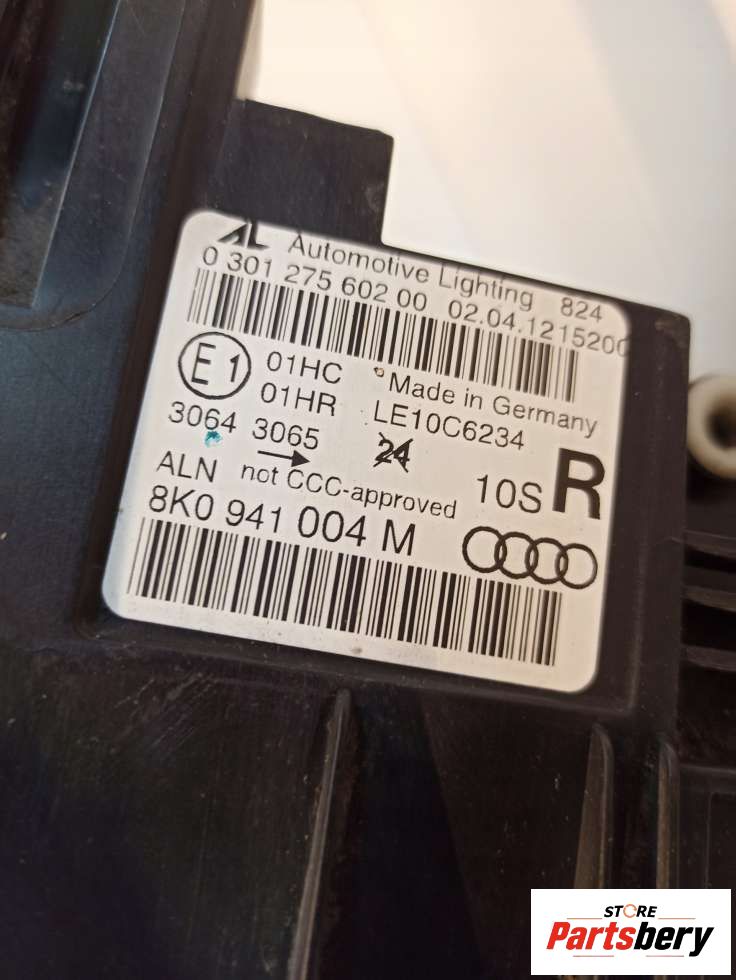 AL Automotive Lighting 824
0 301 275 602 00 02.04.1215200
E1 01HC Made in Germany
01HR LE10C6234
3064 3065 24
ALN not CCC-approved 10S R
8K0 941 004 M
STORE
Partsbery